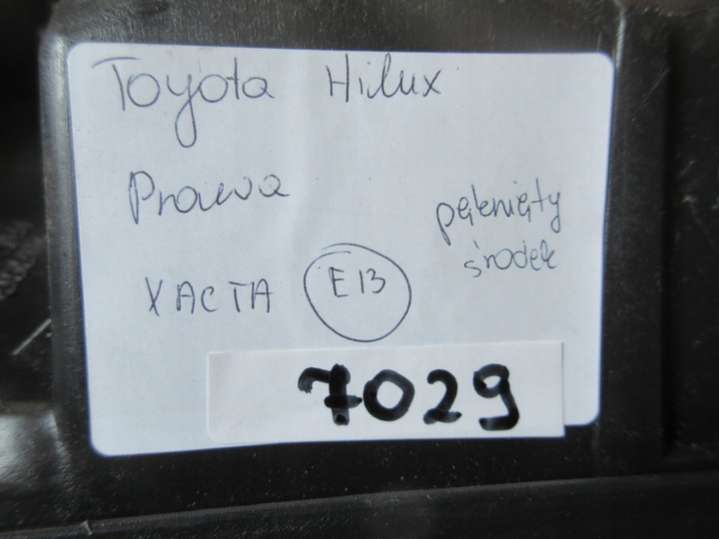 Toyota Hilux
Prawa
pęknięty
środek
XACTA E13
7029